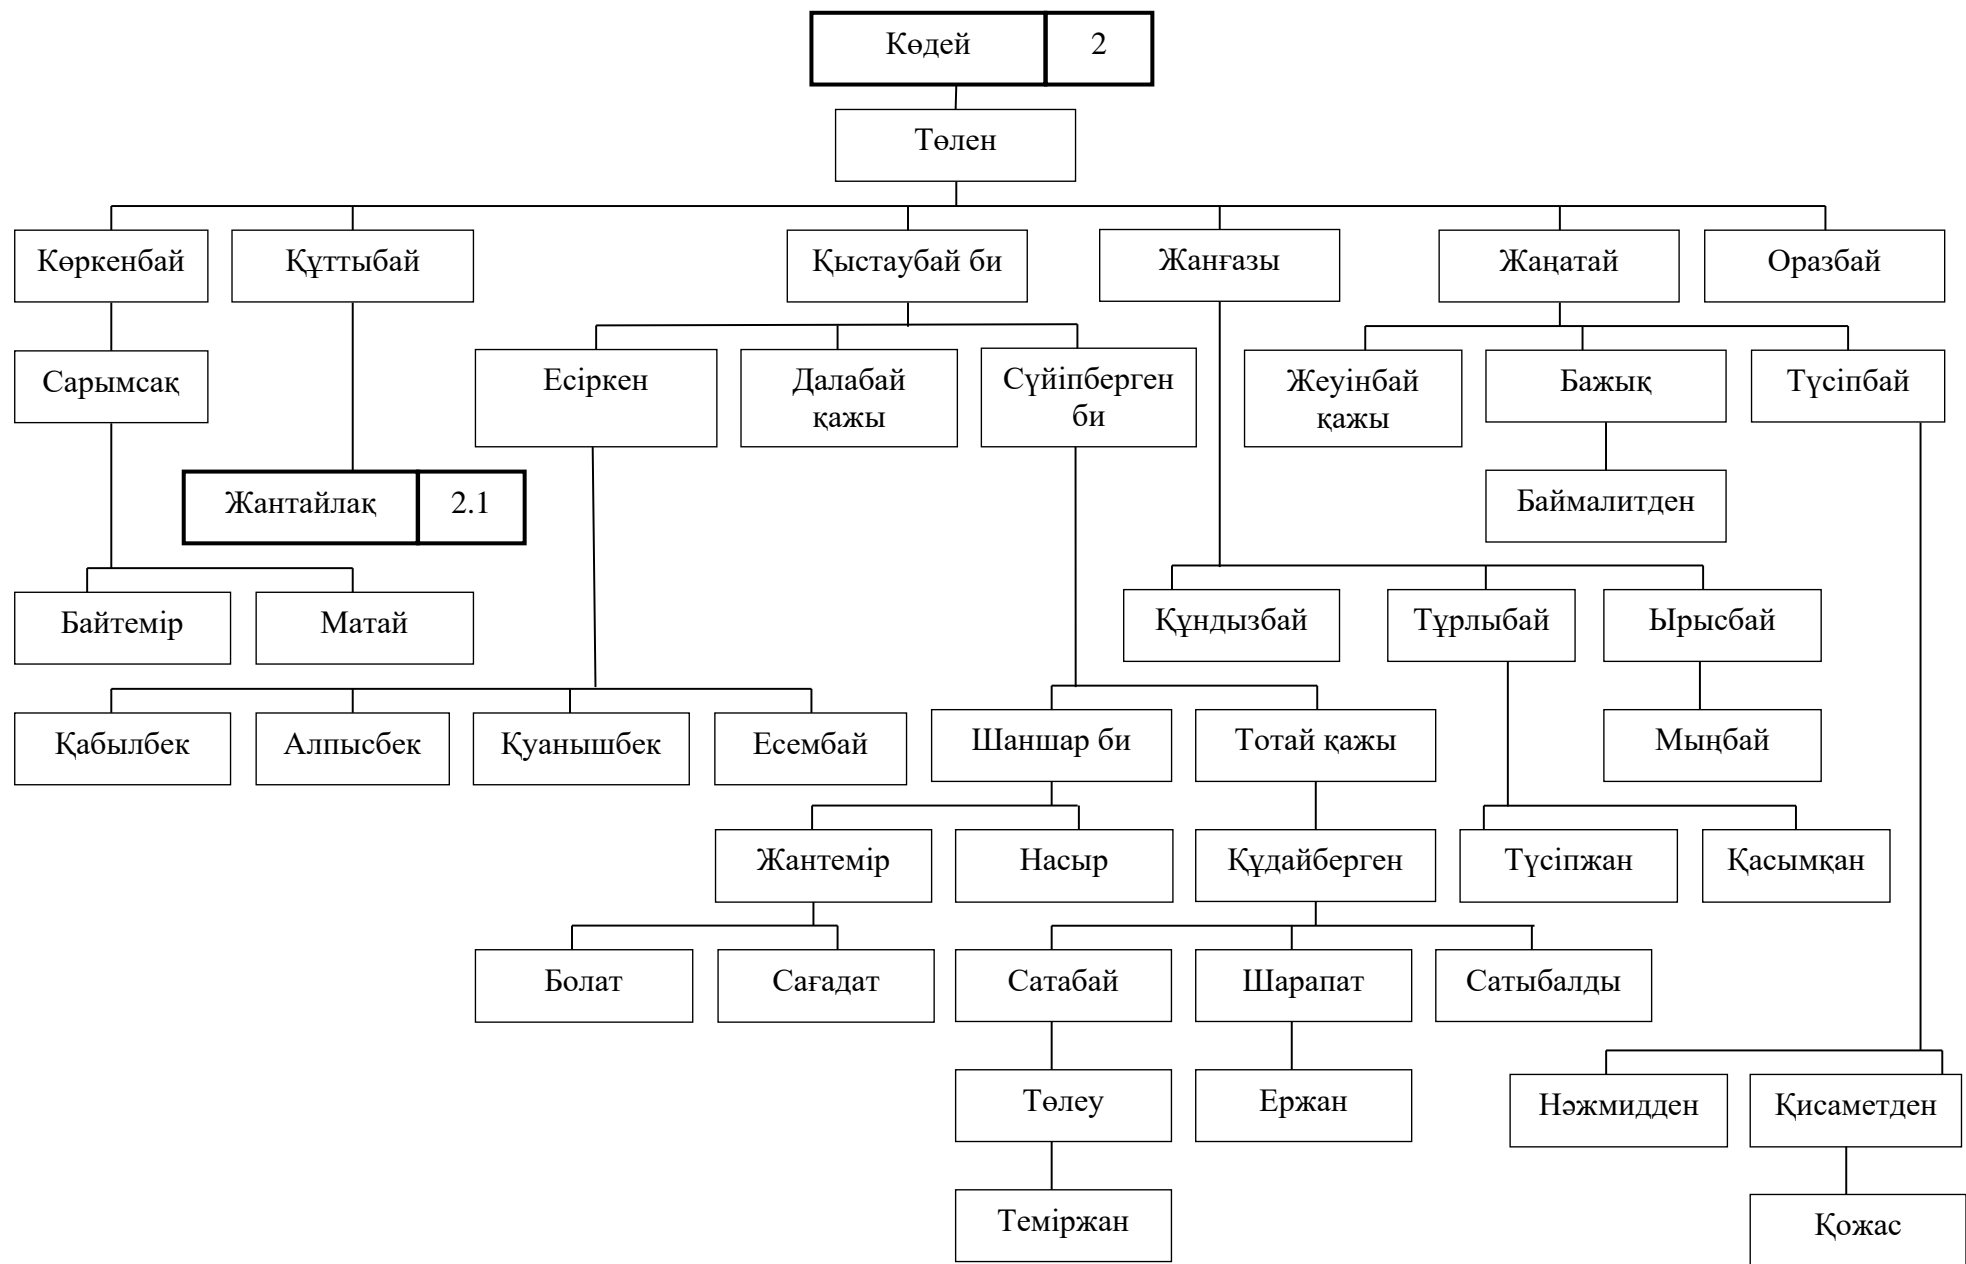 Көдей 2
Төлен
Көркенбай Құттыбай Қыстаубай би Жанғазы Жаңатай Оразбай
Сарымсақ Есіркен Далабай Сүйіпберген Жеуінбай Бажық Түсіпбай
қажы би қажы
Жантайлақ 2.1 Баймалитден
Байтемір Матай Құндызбай Тұрлыбай Ырысбай
Қабылбек Алпысбек Қуанышбек Есембай Шаншар би Тотай қажы Мыңбай
Жантемір Насыр Құдайберген Түсіпжан Қасымқан
Болат Сағадат Сатабай Шарапат Сатыбалды
Төлеу Ержан Нәжмидден Қисаметден
Теміржан Қожас